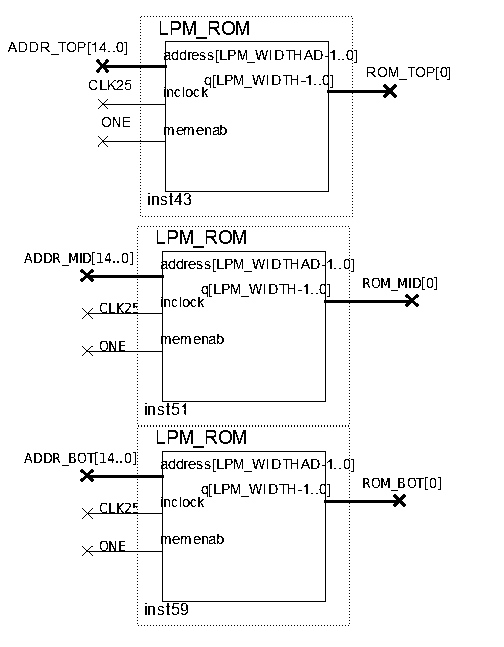 LPM_ROM
ADDR_TOP[14..0]
address[LPM_WIDTHAD-1..0]
q[LPM_WIDTH-1..0]
ROM_TOP[0]
CLK25
inclock
ONE
memenab
inst43
LPM_ROM
ADDR_MID[14..0]
address[LPM_WIDTHAD-1..0]
q[LPM_WIDTH-1..0]
ROM_MID[0]
CLK25
inclock
ONE
memenab
inst51
LPM_ROM
ADDR_BOT[14..0]
address[LPM_WIDTHAD-1..0]
q[LPM_WIDTH-1..0]
ROM_BOT[0]
CLK25
inclock
ONE
memenab
inst59